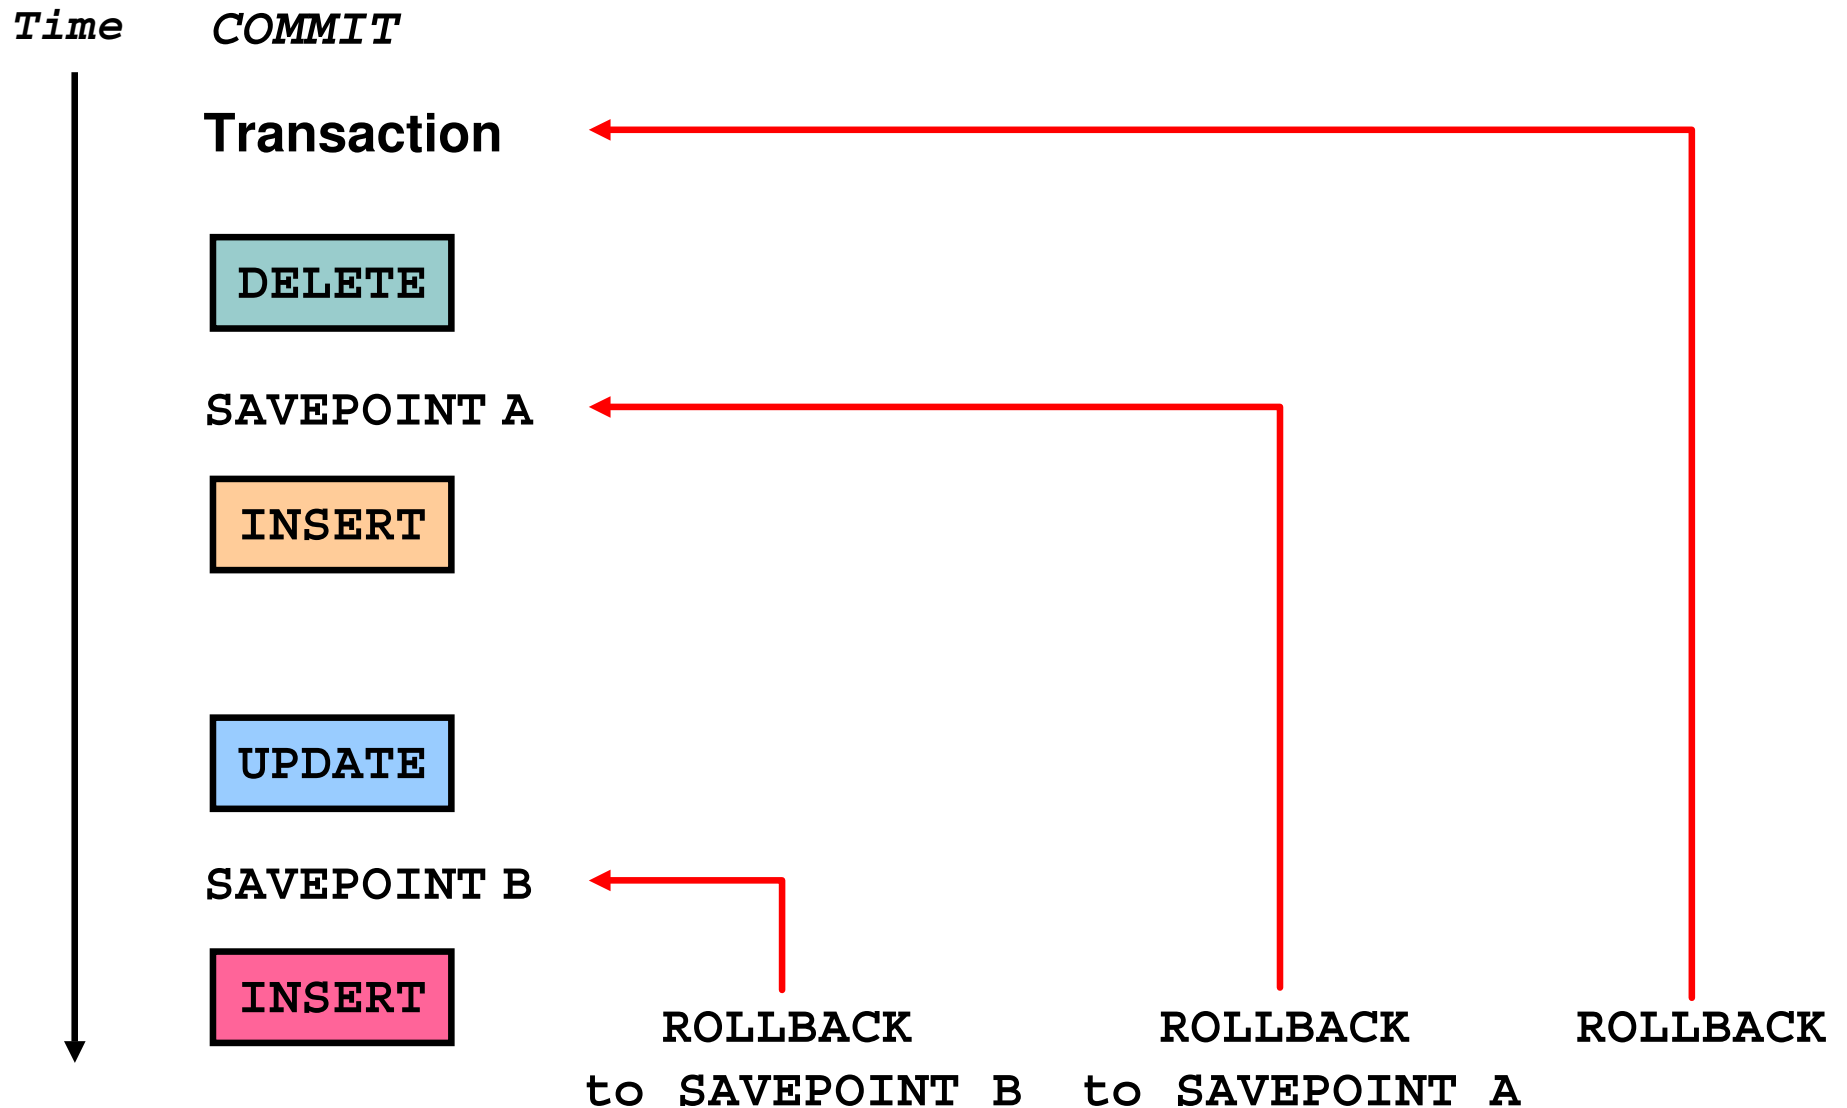 Time
COMMIT
Transaction
DELETE
SAVEPOINT A
INSERT
UPDATE
SAVEPOINT B
INSERT
ROLLBACK
to SAVEPOINT B
ROLLBACK
to SAVEPOINT A
ROLLBACK